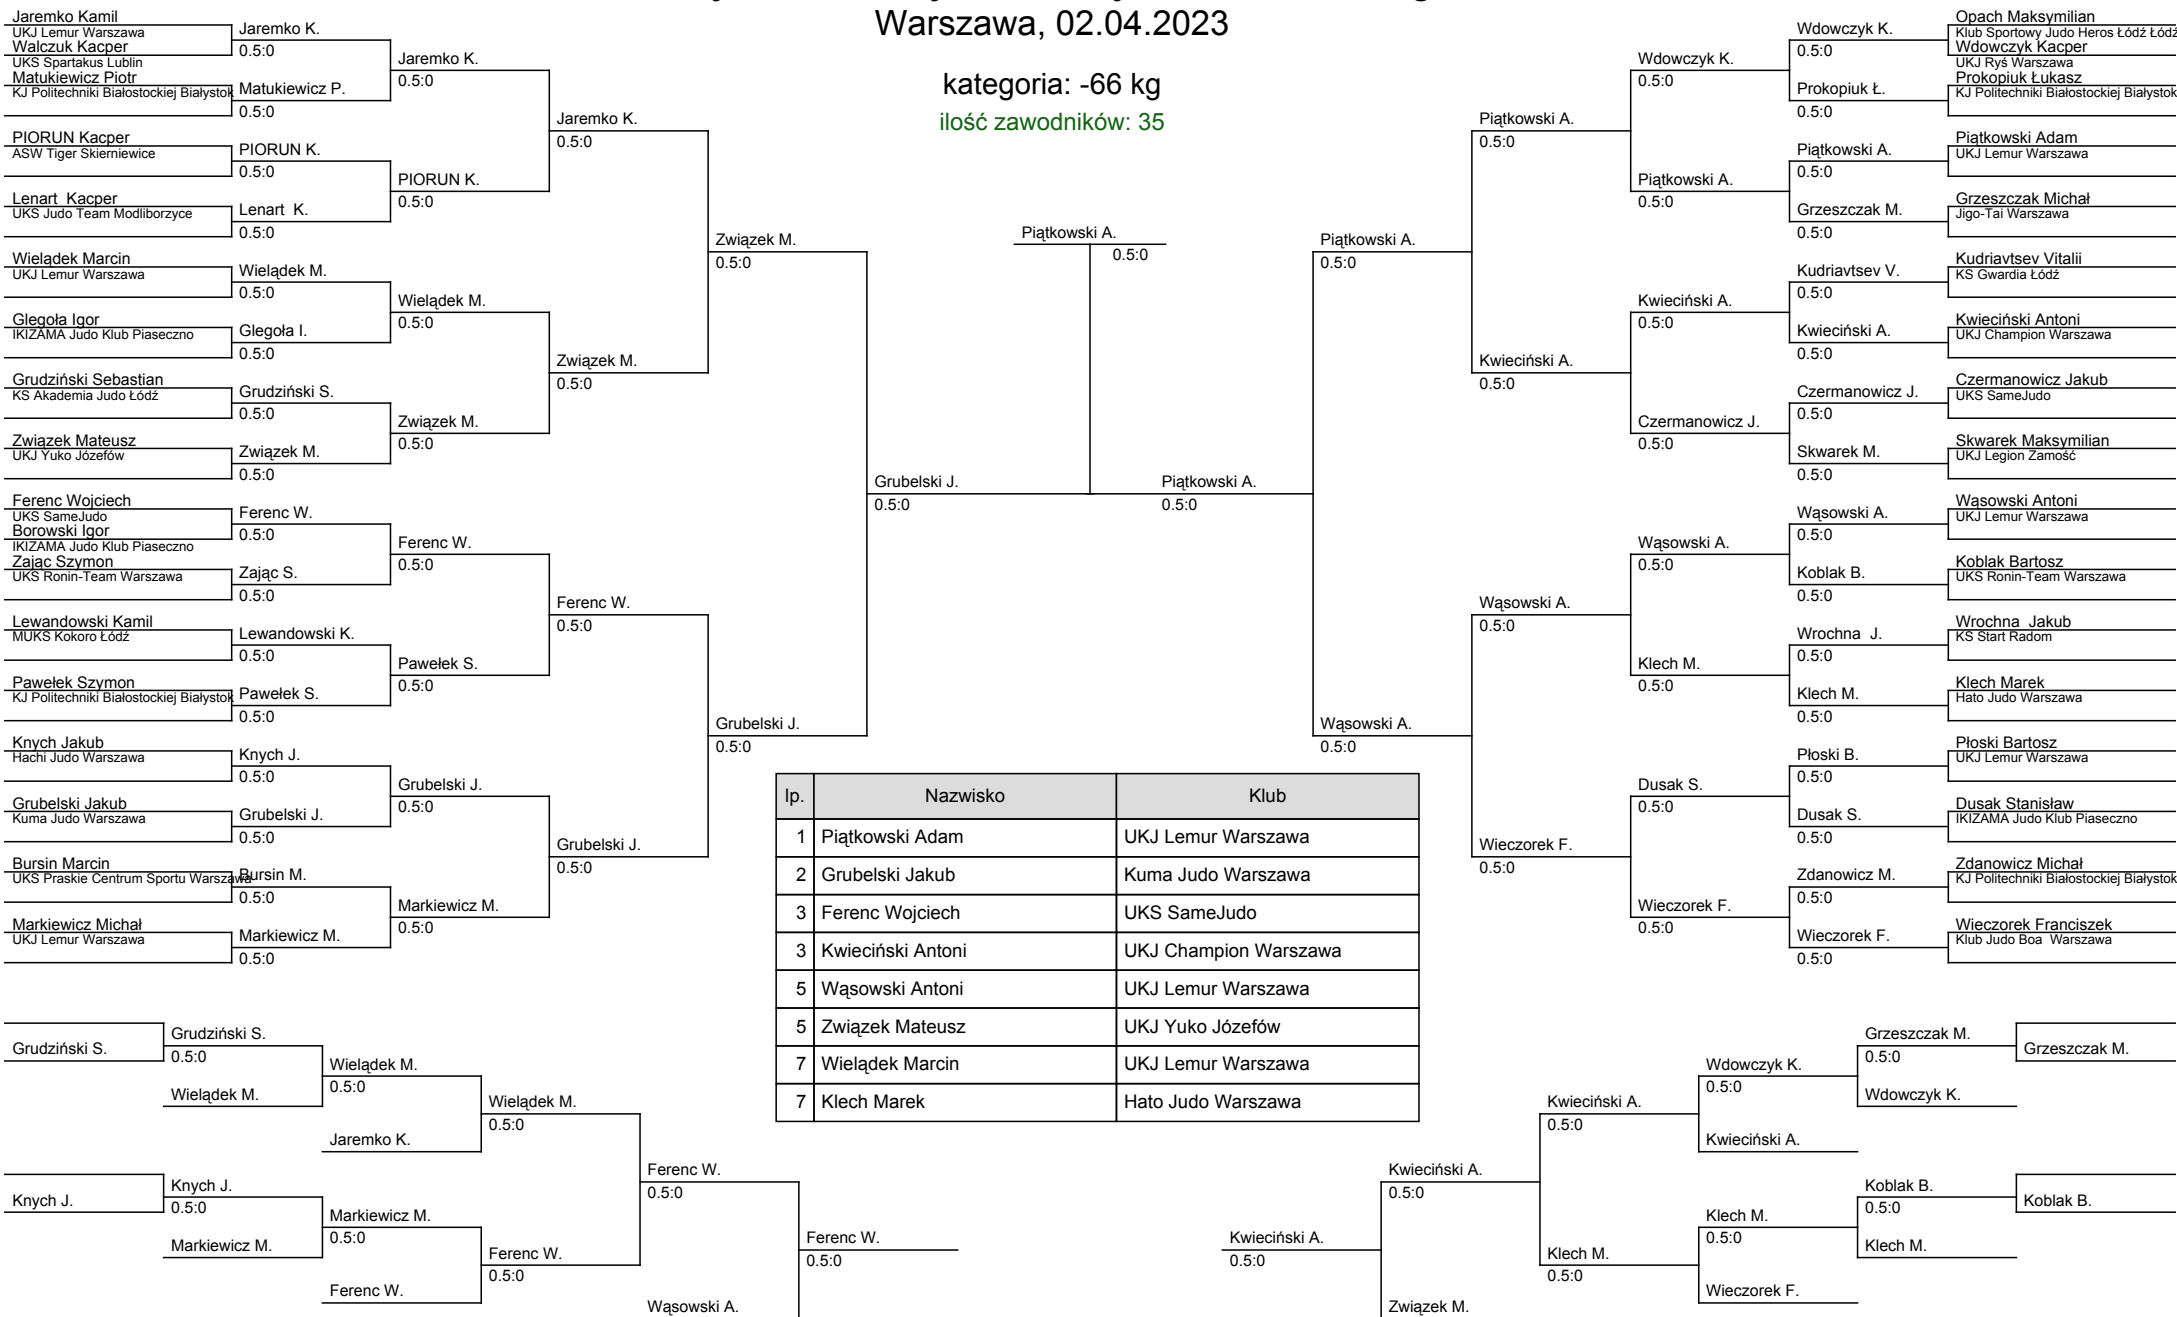 Warszawa, 02.04.2023
kategoria: -66 kg
ilość zawodników: 35
Jaremko Kamil
UKJ Lemur Warszawa
Walczuk Kacper
UKS Spartakus Lublin
Matukiewicz Piotr
KJ Politechniki Białostockiej Białystok
PIORUN Kacper
ASW Tiger Skierniewice
Lenart Kacper
UKS Judo Team Modliborzyce
Wielądek Marcin
UKJ Lemur Warszawa
Glegoła Igor
IKIZAMA Judo Klub Piaseczno
Grudziński Sebastian
KS Akademia Judo Łódź
Związek Mateusz
UKJ Yuko Józefów
Ferenc Wojciech
UKS SameJudo
Borowski Igor
IKIZAMA Judo Klub Piaseczno
Zając Szymon
UKS Ronin-Team Warszawa
Lewandowski Kamil
MUKS Kokoro Łódź
Pawełek Szymon
KJ Politechniki Białostockiej Białystok
Knych Jakub
Hachi Judo Warszawa
Grubelski Jakub
Kuma Judo Warszawa
Bursin Marcin
UKS Praskie Centrum Sportu Warszawa
Markiewicz Michał
UKJ Lemur Warszawa
Jaremko K.
0.5:0
Matukiewicz P.
0.5:0
PIORUN K.
0.5:0
Lenart K.
0.5:0
Wielądek M.
0.5:0
Glegoła I.
0.5:0
Grudziński S.
0.5:0
Związek M.
0.5:0
Ferenc W.
0.5:0
Zając S.
0.5:0
Lewandowski K.
0.5:0
Pawełek S.
0.5:0
Knych J.
0.5:0
Grubelski J.
0.5:0
Bursin M.
0.5:0
Markiewicz M.
0.5:0
Jaremko K.
0.5:0
PIORUN K.
0.5:0
Wielądek M.
0.5:0
Związek M.
0.5:0
Ferenc W.
0.5:0
Pawełek S.
0.5:0
Grubelski J.
0.5:0
Markiewicz M.
0.5:0
Jaremko K.
0.5:0
Związek M.
0.5:0
Ferenc W.
0.5:0
Grubelski J.
0.5:0
Związek M.
0.5:0
Grubelski J.
0.5:0
Grubelski J.
0.5:0
Piątkowski A.
0.5:0
Piątkowski A.
0.5:0
Piątkowski A.
0.5:0
Wąsowski A.
0.5:0
Piątkowski A.
0.5:0
Kwieciński A.
0.5:0
Wąsowski A.
0.5:0
Wieczorek F.
0.5:0
Wdowczyk K.
0.5:0
Piątkowski A.
0.5:0
Kwieciński A.
0.5:0
Czermanowicz J.
0.5:0
Wąsowski A.
0.5:0
Klech M.
0.5:0
Dusak S.
0.5:0
Wieczorek F.
0.5:0
Wdowczyk K.
0.5:0
Prokopiuk Ł.
0.5:0
Piątkowski A.
0.5:0
Grzeszczak M.
0.5:0
Kudriavtsev V.
0.5:0
Kwieciński A.
0.5:0
Czermanowicz J.
0.5:0
Skwarek M.
0.5:0
Wąsowski A.
0.5:0
Koblak B.
0.5:0
Wrochna J.
0.5:0
Klech M.
0.5:0
Płoski B.
0.5:0
Dusak S.
0.5:0
Zdanowicz M.
0.5:0
Wieczorek F.
0.5:0
Opach Maksymilian
Klub Sportowy Judo Heros Łódź Łódź
Wdowczyk Kacper
UKJ Ryś Warszawa
Prokopiuk Łukasz
KJ Politechniki Białostockiej Białystok
Piątkowski Adam
UKJ Lemur Warszawa
Grzeszczak Michał
Jigo-Tai Warszawa
Kudriavtsev Vitalii
KS Gwardia Łódź
Kwieciński Antoni
UKJ Champion Warszawa
Czermanowicz Jakub
UKS SameJudo
Skwarek Maksymilian
UKJ Legion Zamość
Wąsowski Antoni
UKJ Lemur Warszawa
Koblak Bartosz
UKS Ronin-Team Warszawa
Wrochna Jakub
KS Start Radom
Klech Marek
Hato Judo Warszawa
Płoski Bartosz
UKJ Lemur Warszawa
Dusak Stanisław
IKIZAMA Judo Klub Piaseczno
Zdanowicz Michał
KJ Politechniki Białostockiej Białystok
Wieczorek Franciszek
Klub Judo Boa Warszawa
lp. Nazwisko Klub
1 Piątkowski Adam UKJ Lemur Warszawa
2 Grubelski Jakub Kuma Judo Warszawa
3 Ferenc Wojciech UKS SameJudo
3 Kwieciński Antoni UKJ Champion Warszawa
5 Wąsowski Antoni UKJ Lemur Warszawa
5 Związek Mateusz UKJ Yuko Józefów
7 Wielądek Marcin UKJ Lemur Warszawa
7 Klech Marek Hato Judo Warszawa
Grudziński S.
Knych J.
Grudziński S.
0.5:0
Wielądek M.
Knych J.
0.5:0
Markiewicz M.
Wielądek M.
0.5:0
Jaremko K.
Markiewicz M.
0.5:0
Ferenc W.
Wielądek M.
0.5:0
Ferenc W.
0.5:0
Ferenc W.
0.5:0
Wąsowski A.
Ferenc W.
0.5:0
Kwieciński A.
0.5:0
Kwieciński A.
0.5:0
Związek M.
Kwieciński A.
0.5:0
Klech M.
0.5:0
Wdowczyk K.
0.5:0
Kwieciński A.
Klech M.
0.5:0
Wieczorek F.
Grzeszczak M.
0.5:0
Wdowczyk K.
Koblak B.
0.5:0
Klech M.
Grzeszczak M.
Koblak B.